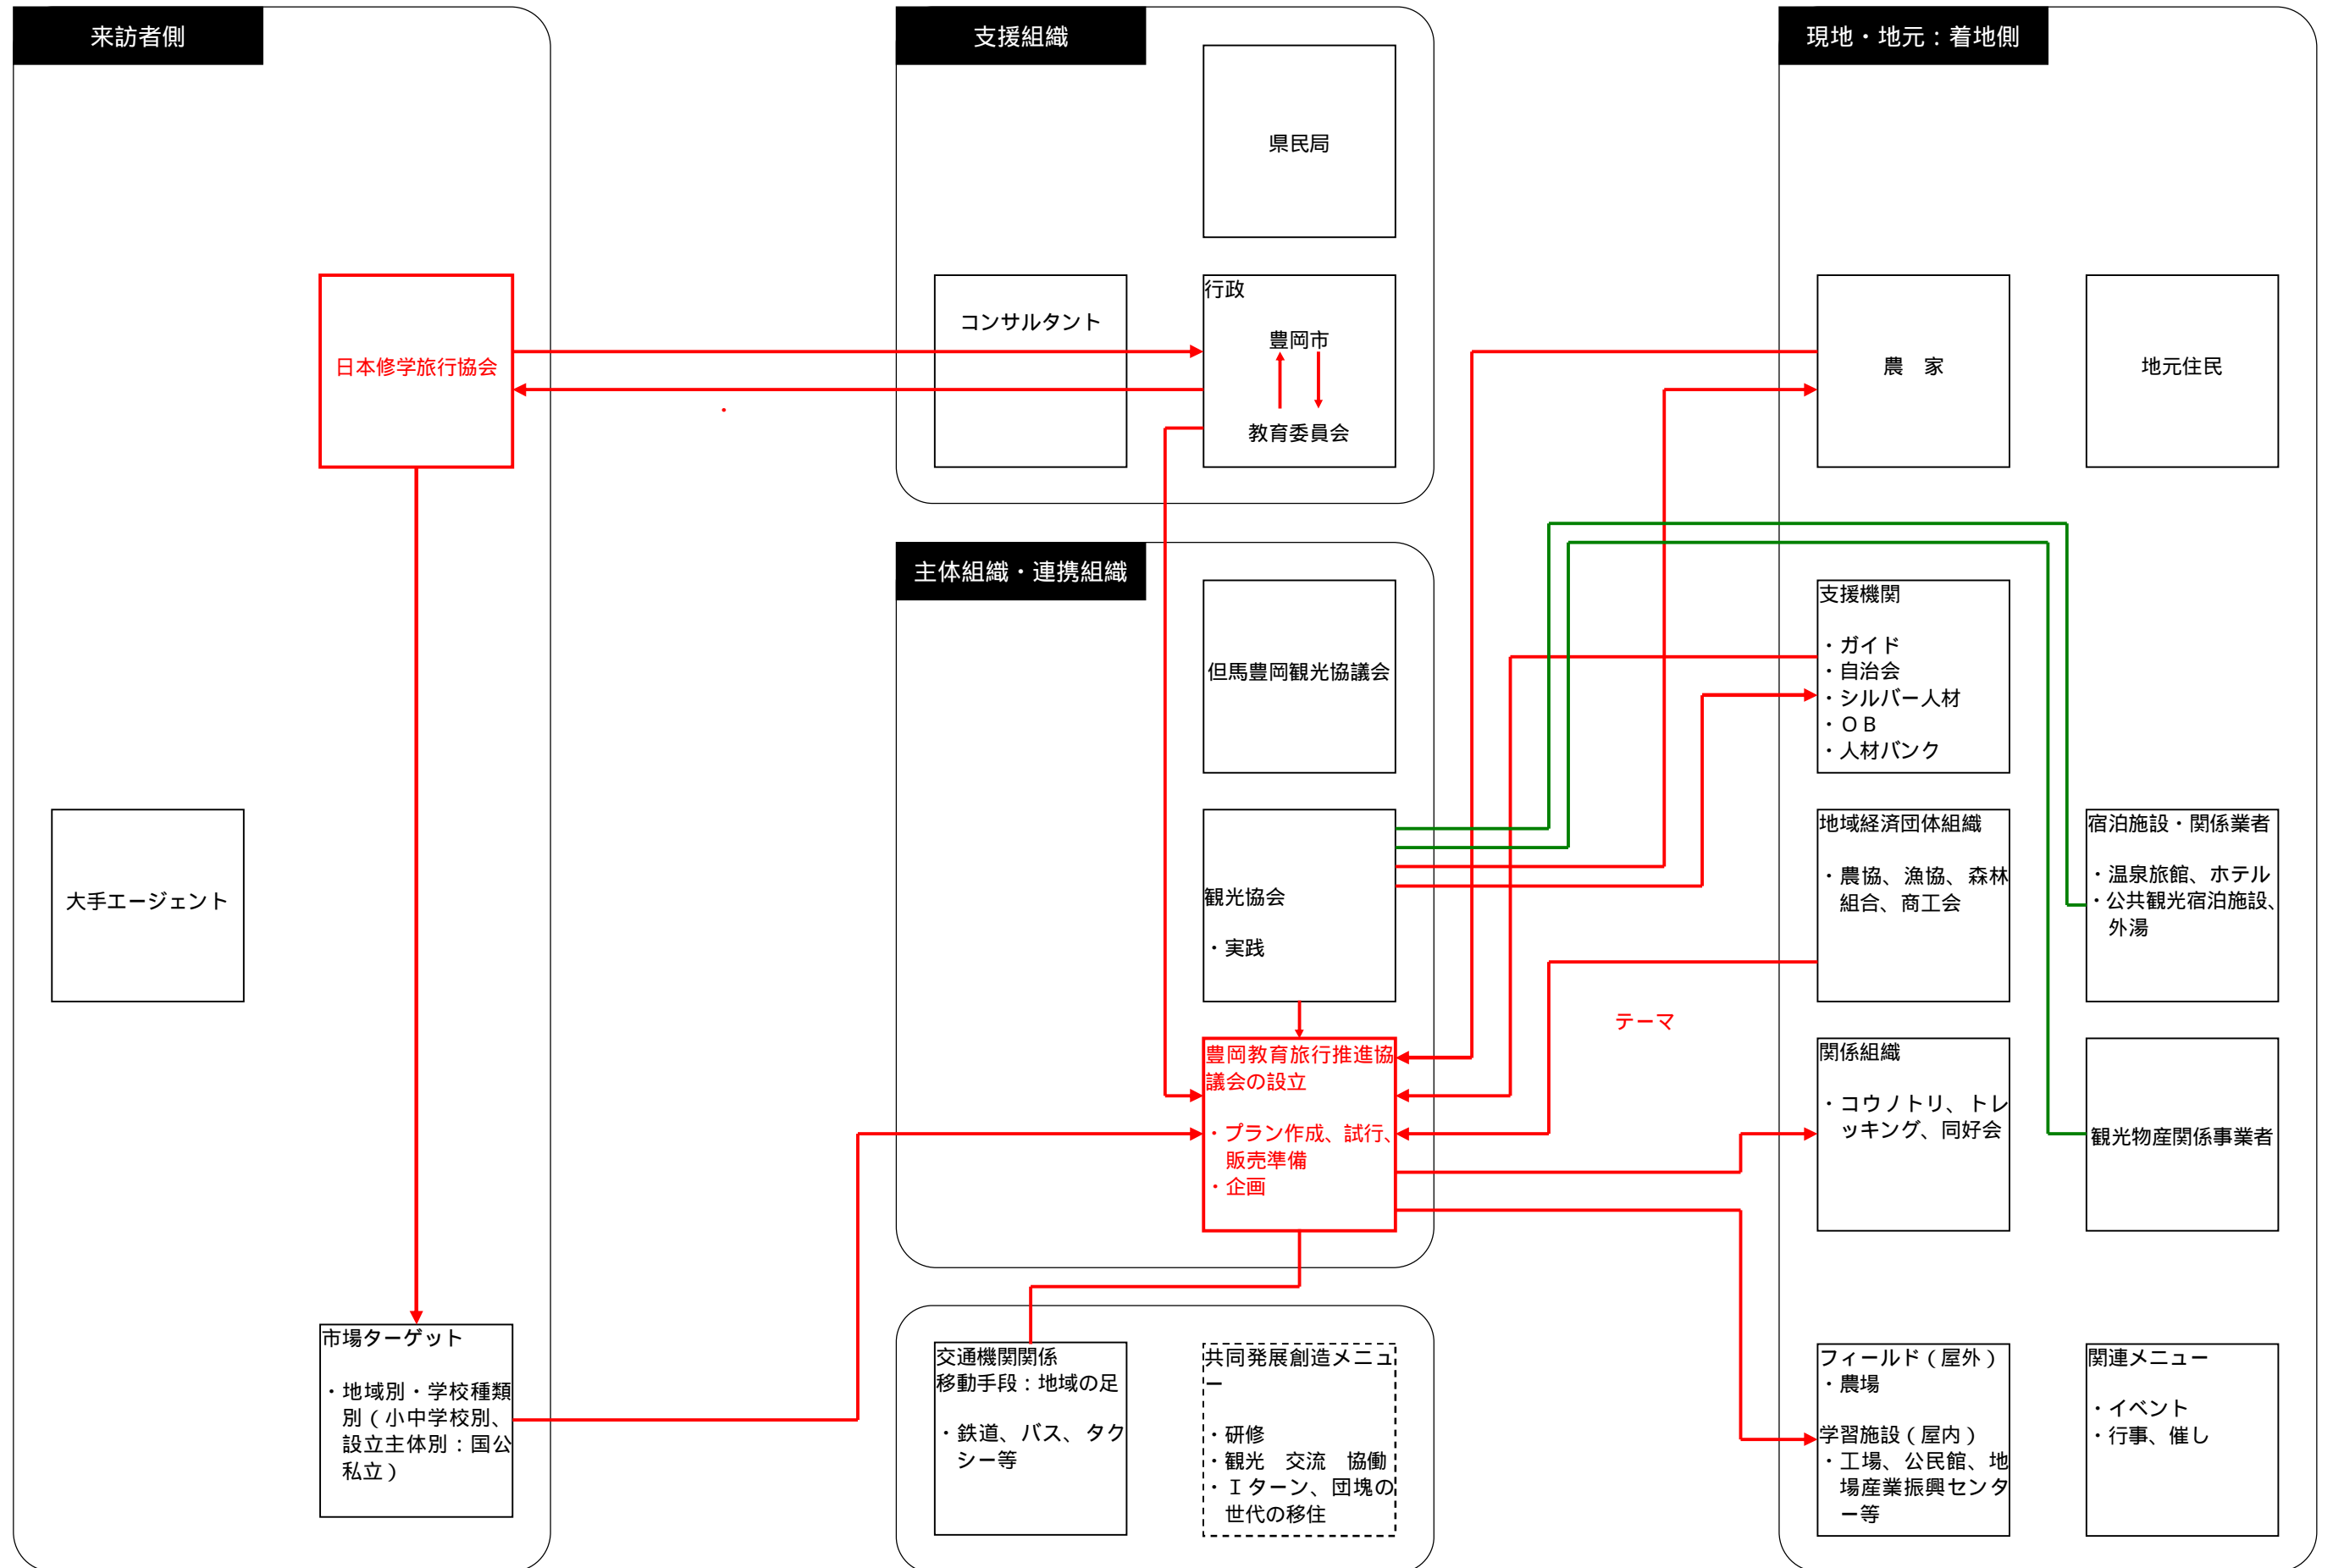 来訪者側
日本修学旅行協会
・
大手エージェント
市場ターゲット
・地域別・学校種類
別（小中学校別、
設立主体別：国公
私立）
支援組織
県民局
コンサルタント
行政
豊岡市
教育委員会
主体組織・連携組織
但馬豊岡観光協議会
観光協会
・実践
豊岡教育旅行推進協
議会の設立
・プラン作成、試行、
販売準備
・企画
交通機関関係
移動手段：地域の足
・鉄道、バス、タク
シー等
共同発展創造メニュ
ー
・研修
・観光　交流　協働
・Ｉターン、団塊の
世代の移住
テーマ
現地・地元：着地側
農　家
地元住民
支援機関
・ガイド
・自治会
・シルバー人材
・ＯＢ
・人材バンク
地域経済団体組織
・農協、漁協、森林
組合、商工会
宿泊施設・関係業者
・温泉旅館、ホテル
・公共観光宿泊施設、
外湯
関係組織
・コウノトリ、トレ
ッキング、同好会
観光物産関係事業者
フィールド（屋外）
・農場
学習施設（屋内）
・工場、公民館、地
場産業振興センタ
ー等
関連メニュー
・イベント
・行事、催し